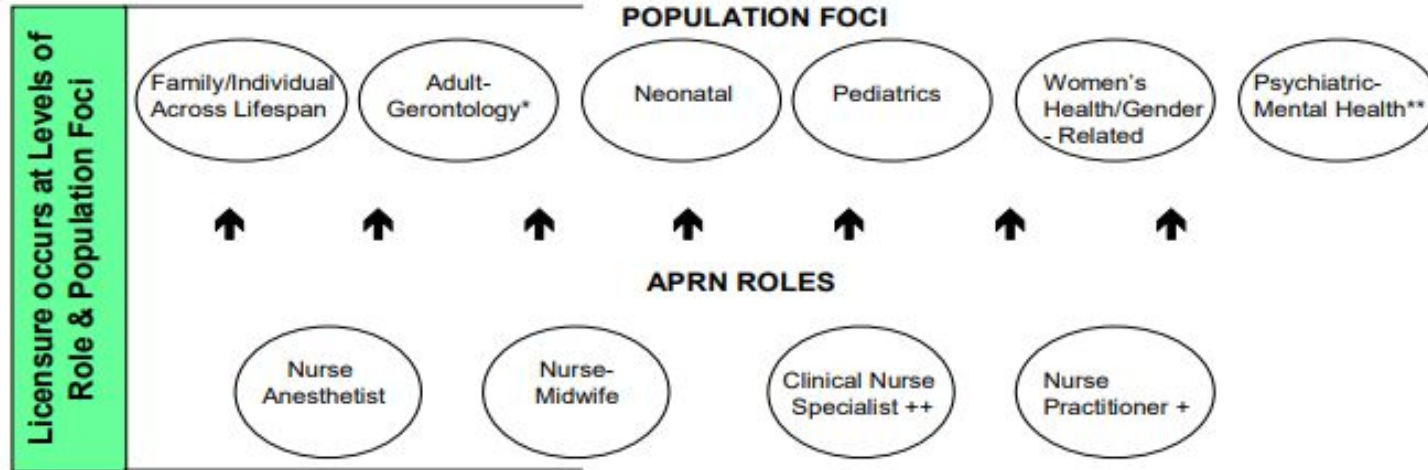 Licensure occurs at Levels of
Role & Population Foci
POPULATION FOCI
Family/Individual
Across Lifespan
Adult-
Gerontology*
Neonatal
Pediatrics
Women's
Health/Gender
- Related
Psychiatric-
Mental Health**
APRN ROLES
Nurse
Anesthetist
Nurse-
Midwife
Clinical Nurse
Specialist ++
Nurse
Practitioner +